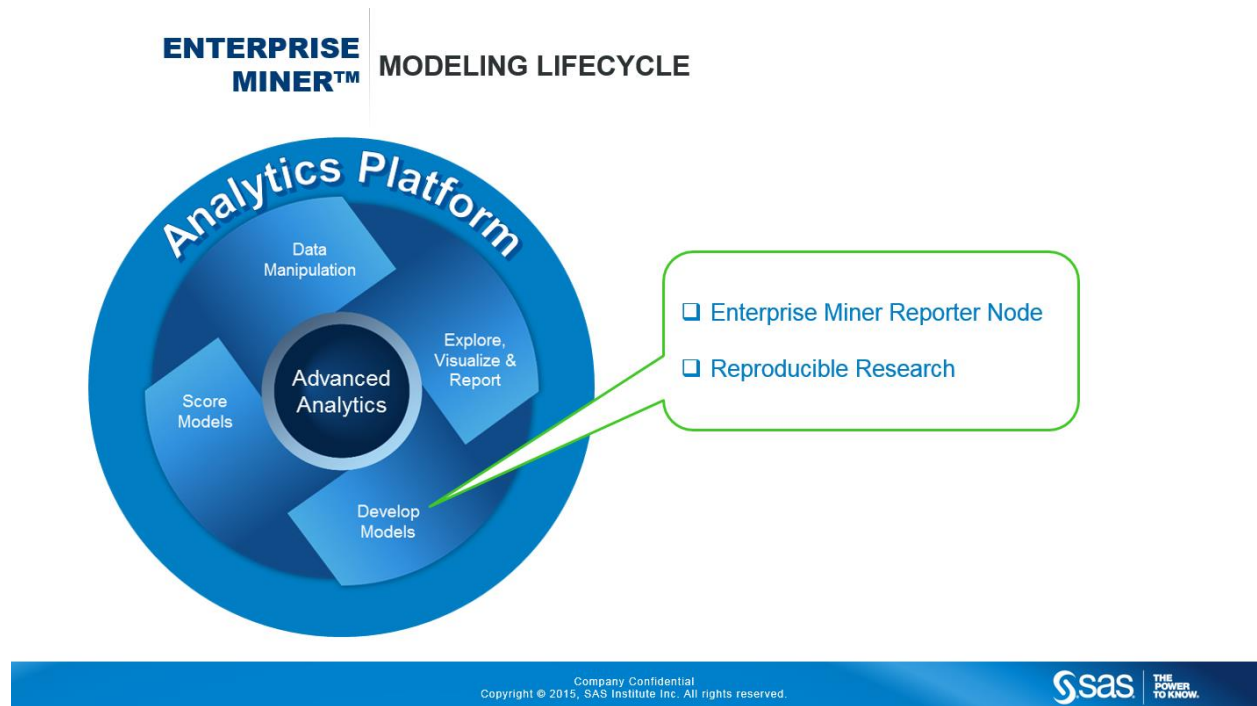 ENTERPRISE
MINER™
MODELING LIFECYCLE
Analytics Platform
Data
Manipulation
Explore,
Visualize &
Report
Advanced
Analytics
Score
Models
Develop
Models
Enterprise Miner Reporter Node
Reproducible Research
Company Confidential
Copyright © 2015, SAS Institute Inc. All rights reserved.
sas
THE
POWER
TO KNOW.